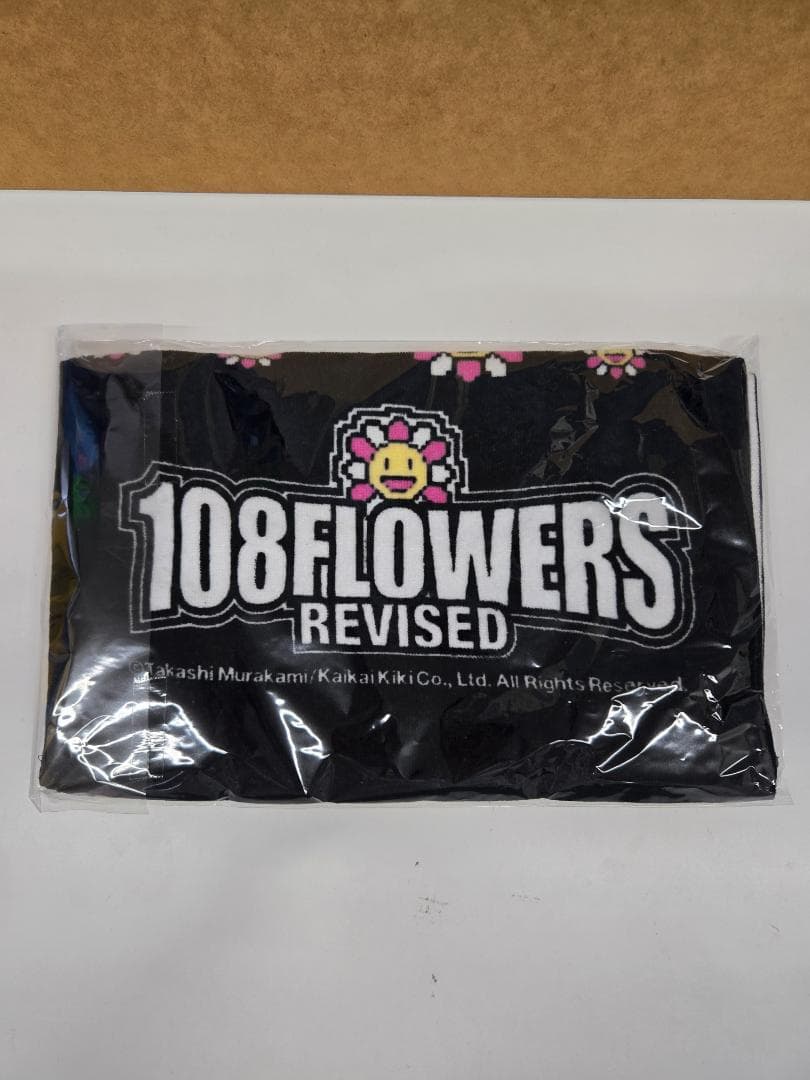 108FLOWERS
REVISED
©Takashi Murakami/Kaikai Kiki Co., Ltd. All Rights Reserved.